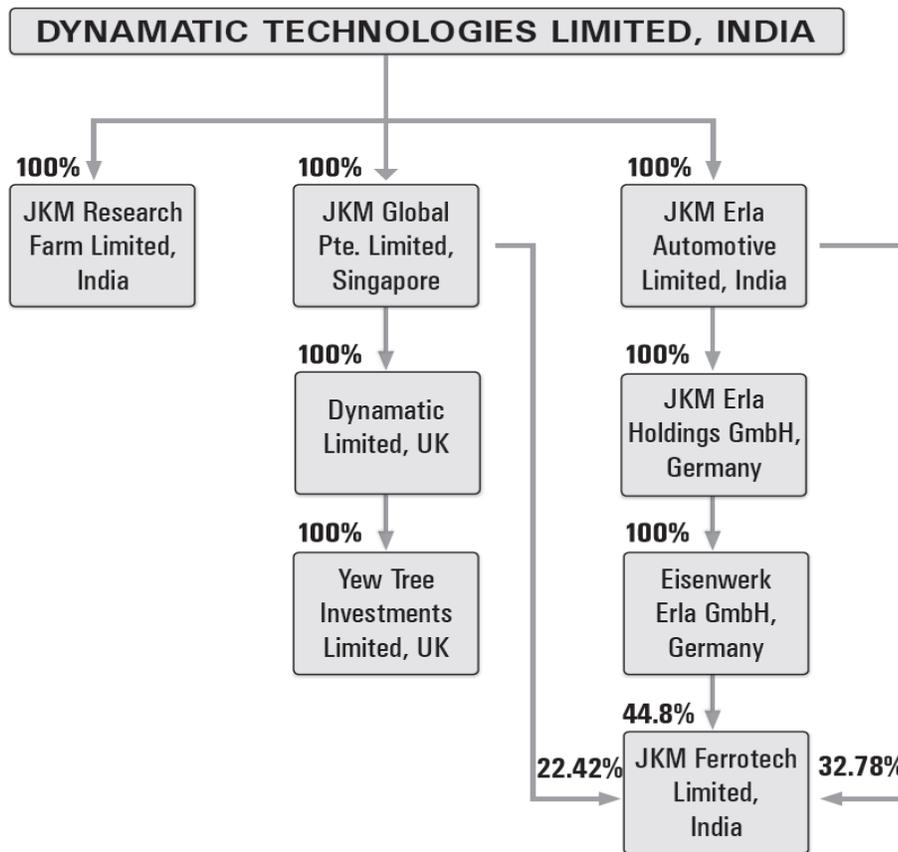 DYNAMATIC TECHNOLOGIES LIMITED, INDIA
100%
JKM Research
Farm Limited,
India
100%
JKM Global
Pte. Limited,
Singapore
100%
JKM Erla
Automotive
Limited, India
100%
Dynamatic
Limited, UK
100%
JKM Erla
Holdings GmbH,
Germany
100%
Yew Tree
Investments
Limited, UK
100%
Eisenwerk
Erla GmbH,
Germany
44.8%
22.42%
JKM Ferrotech
Limited,
India
32.78%